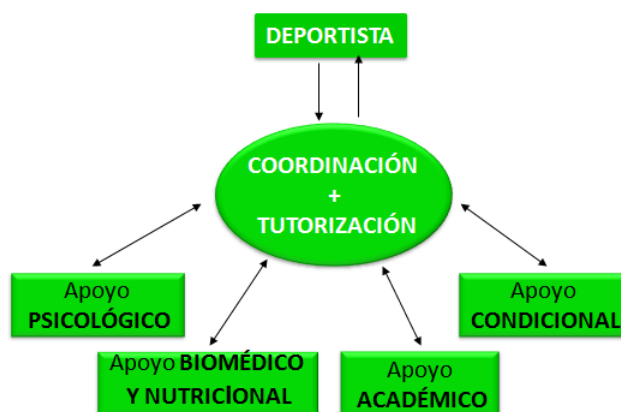 DEPORTISTA
COORDINACIÓN
+
TUTORIZACIÓN
Apoyo
PSICOLÓGICO
Apoyo BIOMÉDICO
Y NUTRICIONAL
Apoyo
ACADÉMICO
Apoyo
CONDICIONAL